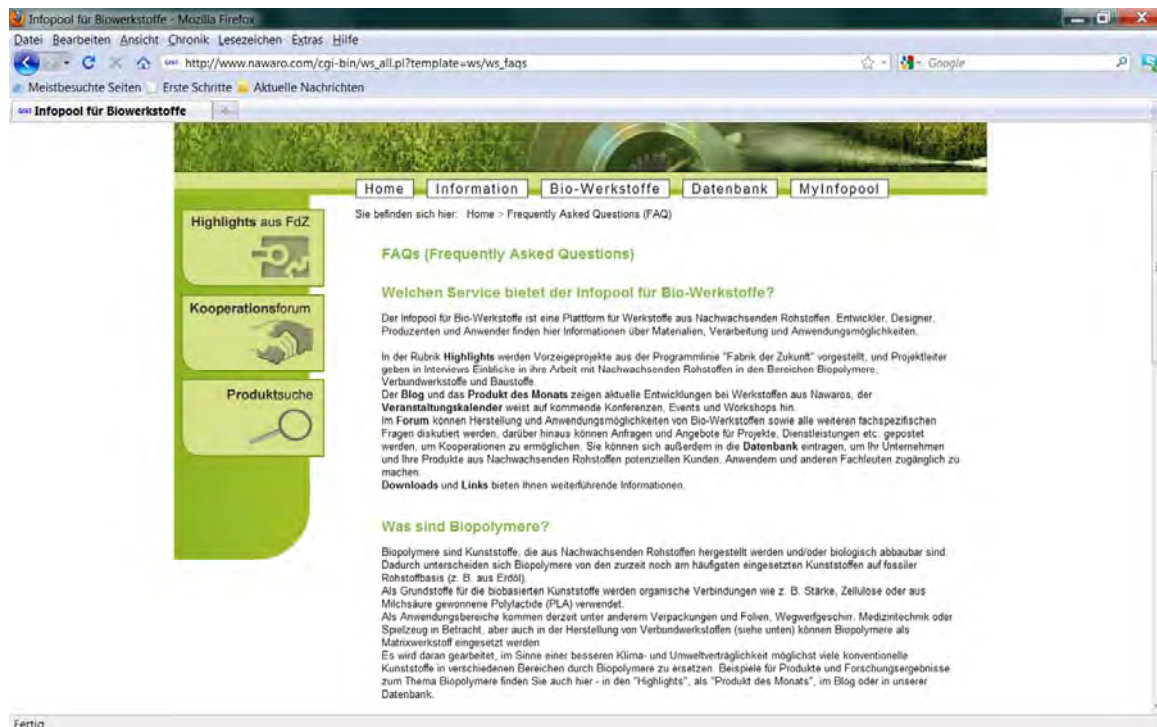 Infopool für Biowerkstoffe - Mozilla Firefox
Datei Bearbeiten Ansicht Chronik Lesezeichen Extras Hilfe
http://www.nawaro.com/cgi-bin/ws_all.pl?template=ws/ws_faqs
Google
Meistbesuchte Seiten Erste Schritte Aktuelle Nachrichten
Infopool für Biowerkstoffe
Home Information Bio-Werkstoffe Datenbank MyInfopool
Sie befinden sich hier: Home > Frequently Asked Questions (FAQ)
Highlights aus FdZ
Kooperationsforum
Produktsuche
FAQs (Frequently Asked Questions)
Welchen Service bietet der Infopool für Bio-Werkstoffe?
Der Infopool für Bio-Werkstoffe ist eine Plattform für Werkstoffe aus Nachwachsenden Rohstoffen. Entwickler, Designer,
Produzenten und Anwender finden hier Informationen über Materialien, Verarbeitung und Anwendungsmöglichkeiten.
In der Rubrik Highlights werden Vorzeigeprojekte aus der Programmlinie "Fabrik der Zukunft" vorgestellt, und Projektleiter
geben in Interviews Einblicke in ihre Arbeit mit Nachwachsenden Rohstoffen in den Bereichen Biopolymere,
Verbundwerkstoffe und Baustoffe.
Der Blog und das Produkt des Monats zeigen aktuelle Entwicklungen bei Werkstoffen aus Nawaros, der
Veranstaltungskalender weist auf kommende Konferenzen, Events und Workshops hin.
Im Forum können Herstellung und Anwendungsmöglichkeiten von Bio-Werkstoffen sowie alle weiteren fachspezifischen
Fragen diskutiert werden, darüber hinaus können Anfragen und Angebote für Projekte, Dienstleistungen etc. gepostet
werden, um Kooperationen zu ermöglichen. Sie können sich außerdem in die Datenbank eintragen, um Ihr Unternehmen
und Ihre Produkte aus Nachwachsenden Rohstoffen potenziellen Kunden, Anwendern und anderen Fachleuten zugänglich zu
machen.
Downloads und Links bieten Ihnen weiterführende Informationen.
Was sind Biopolymere?
Biopolymere sind Kunststoffe, die aus Nachwachsenden Rohstoffen hergestellt werden und/oder biologisch abbaubar sind.
Dadurch unterscheiden sich Biopolymere von den zurzeit noch am häufigsten eingesetzten Kunststoffen auf fossiler
Rohstoffbasis (z. B. aus Erdöl).
Als Grundstoffe für die biobasierten Kunststoffe werden organische Verbindungen wie z. B. Stärke, Zellulose oder aus
Milchsäure gewonnene Polylactide (PLA) verwendet.
Als Anwendungsbereiche kommen derzeit unter anderem Verpackungen und Folien, Wegwerfgeschirr, Medizintechnik oder
Spielzeug in Betracht, aber auch in der Herstellung von Verbundwerkstoffen (siehe unten) können Biopolymere als
Matrixwerkstoff eingesetzt werden.
Es wird daran gearbeitet, im Sinne einer besseren Klima- und Umweltverträglichkeit möglichst viele konventionelle
Kunststoffe in verschiedenen Bereichen durch Biopolymere zu ersetzen. Beispiele für Produkte und Forschungsergebnisse
zum Thema Biopolymere finden Sie auch hier - in den "Highlights", als "Produkt des Monats", im Blog oder in unserer
Datenbank.
Fertig